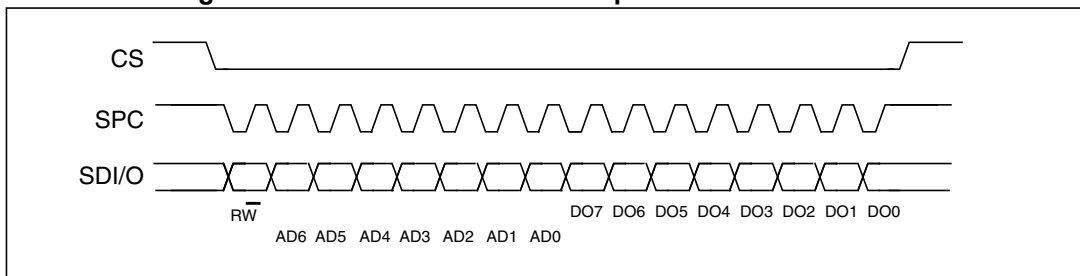 CS
SPC
SDI/O
RW
DO7 DO6 DO5 DO4 DO3 DO2 DO1 DO0
AD6 AD5 AD4 AD3 AD2 AD1 AD0